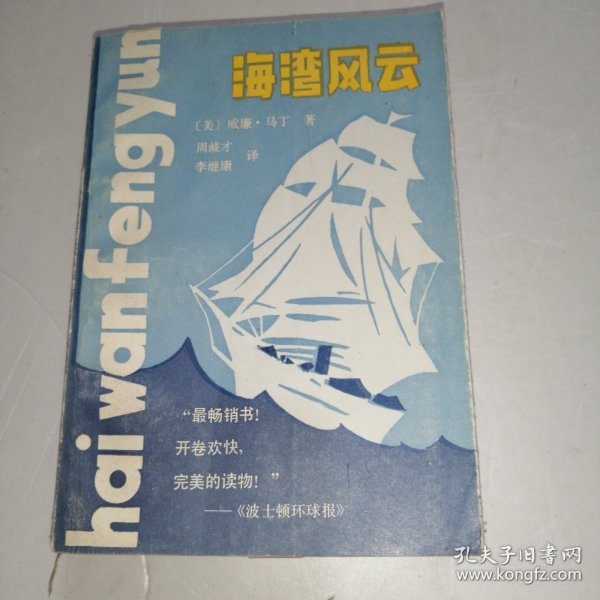 海湾风云
〔美〕威廉·马丁 著
周岐才
李继康 译
hai wan fengyun
“最畅销书！
开卷欢快，
完美的读物！”
——《波士顿环球报》
孔夫子旧书网
www.kongfz.com